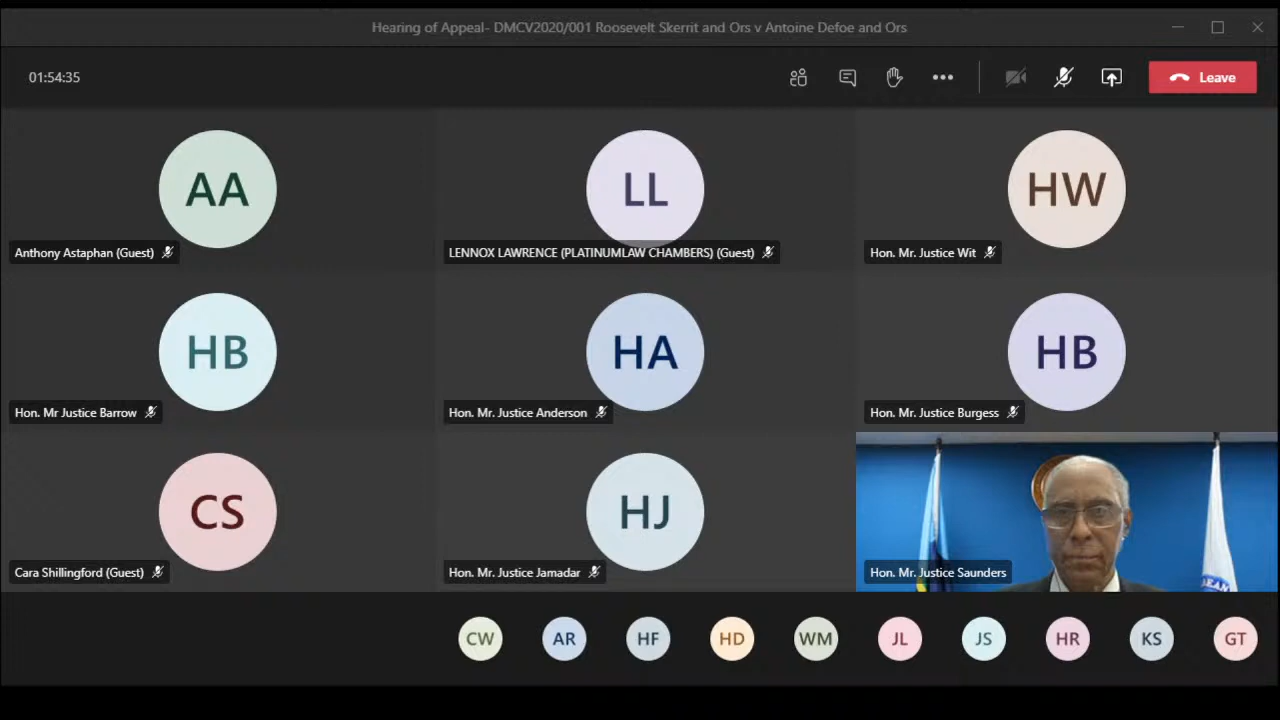 Hearing of Appeal- DMCV2020/001 Roosevelt Skerrit and Ors v Antoine Defoe and Ors
01:54:35
Leave
AA
LL
HW
Anthony Astaphan (Guest)
LENNOX LAWRENCE (PLATINUMLAW CHAMBERS) (Guest)
Hon. Mr. Justice Wit
HB
HA
HB
Hon. Mr Justice Barrow
Hon. Mr. Justice Anderson
Hon. Mr. Justice Burgess
CS
HJ
Cara Shillingford (Guest)
Hon. Mr. Justice Jamadar
Hon. Mr. Justice Saunders
CW
AR
HF
HD
WM
JL
JS
HR
KS
GT